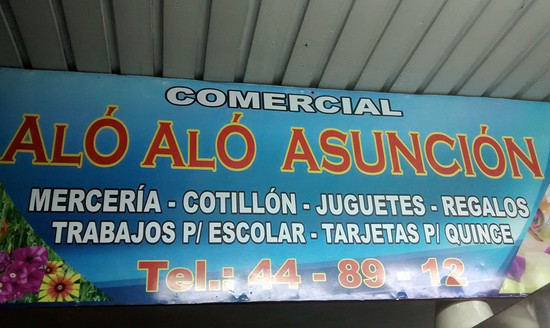 COMERCIAL
ALÓ ALÓ ASUNCIÓN
MERCERÍA - COTILLÓN - JUGUETES - REGALOS
TRABAJOS P/ ESCOLAR - TARJETAS P/ QUINCE
Tel.: 44 - 89 - 12